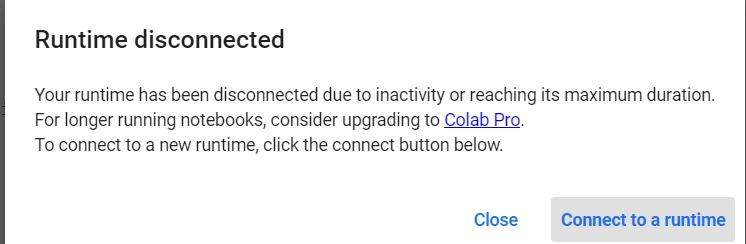 Runtime disconnected
Your runtime has been disconnected due to inactivity or reaching its maximum duration.
For longer running notebooks, consider upgrading to Colab Pro.
To connect to a new runtime, click the connect button below.
Close Connect to a runtime